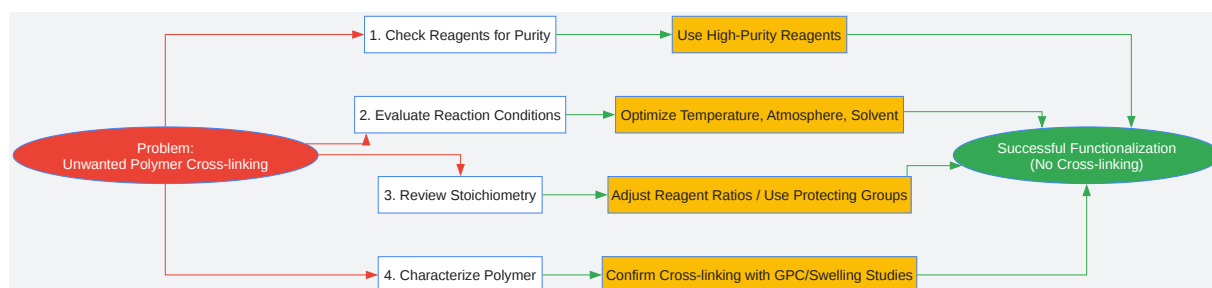 1. Check Reagents for Purity
Use High-Purity Reagents
2. Evaluate Reaction Conditions
Optimize Temperature, Atmosphere, Solvent
Problem:
Unwanted Polymer Cross-linking
Successful Functionalization
(No Cross-linking)
3. Review Stoichiometry
Adjust Reagent Ratios / Use Protecting Groups
4. Characterize Polymer
Confirm Cross-linking with GPC/Swelling Studies